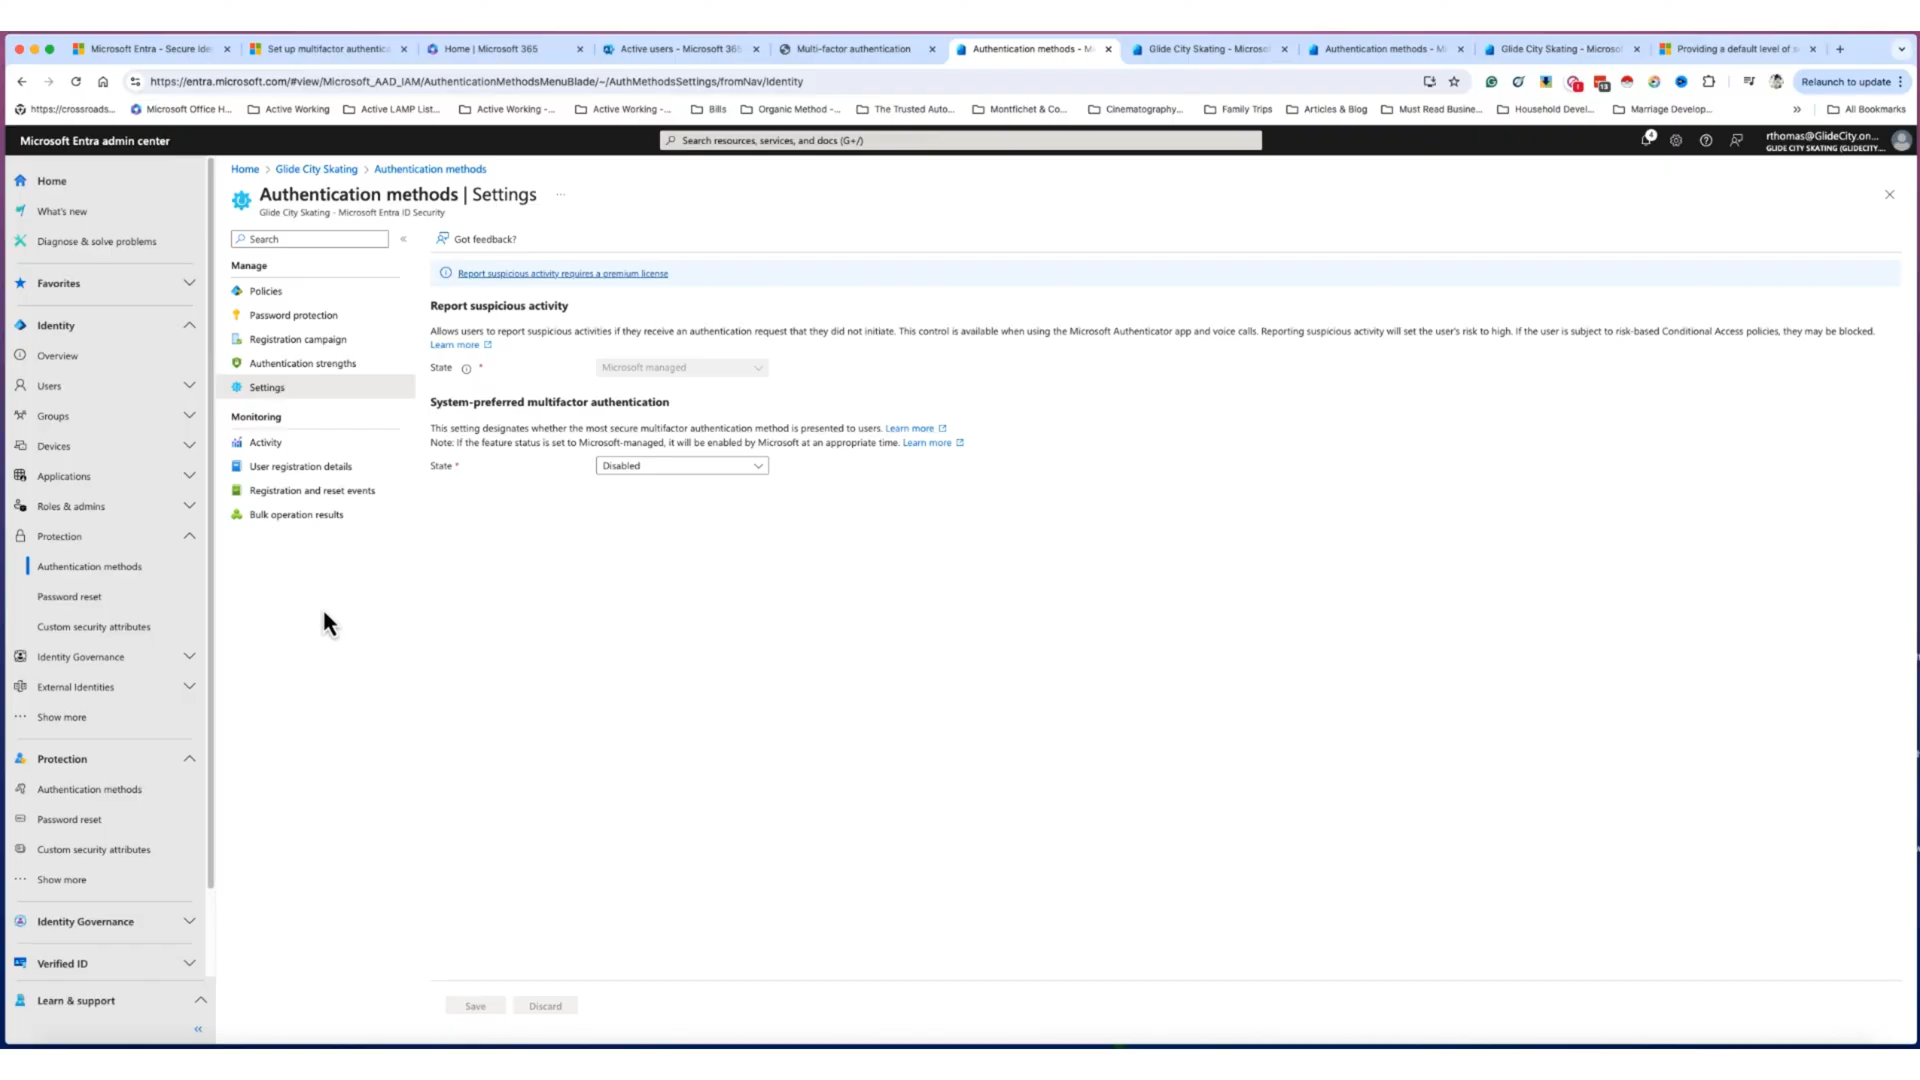 Microsoft Entra - Secure Ide
Set up multifactor authentica
Home | Microsoft 365
Active users - Microsoft 365
Multi-factor authentication
Authentication methods - M
Glide City Skating - Microsof
Authentication methods - M
Glide City Skating - Microsof
Providing a default level of s
https://entra.microsoft.com/#view/Microsoft_AAD_IAM/AuthenticationMethodsMenuBlade/~/AuthMethodsSettings/fromNav/Identity
13
Relaunch to update
https://crossroads...
Microsoft Office H...
Active Working
Active LAMP List...
Active Working -...
Active Working -...
Bills
Organic Method -...
The Trusted Auto...
Montfichet & Co...
Cinematography...
Family Trips
Articles & Blog
Must Read Busine...
Household Devel...
Marriage Develop...
»
All Bookmarks
Microsoft Entra admin center
Search resources, services, and docs (G+/)
4
rthomas@GlideCity.on...
GLIDE CITY SKATING (GLIDECITY....
Home
What's new
Diagnose & solve problems
Favorites
Identity
Overview
Users
Groups
Devices
Applications
Roles & admins
Protection
Authentication methods
Password reset
Custom security attributes
Identity Governance
External Identities
Show more
Protection
Authentication methods
Password reset
Custom security attributes
Show more
Identity Governance
Verified ID
Learn & support
«
Home > Glide City Skating > Authentication methods
Authentication methods | Settings ...
Glide City Skating - Microsoft Entra ID Security
Search
«
Manage
Policies
Password protection
Registration campaign
Authentication strengths
Settings
Monitoring
Activity
User registration details
Registration and reset events
Bulk operation results
Got feedback?
Report suspicious activity requires a premium license
Report suspicious activity
Allows users to report suspicious activities if they receive an authentication request that they did not initiate. This control is available when using the Microsoft Authenticator app and voice calls. Reporting suspicious activity will set the user's risk to high. If the user is subject to risk-based Conditional Access policies, they may be blocked.
Learn more
State *
Microsoft managed
System-preferred multifactor authentication
This setting designates whether the most secure multifactor authentication method is presented to users. Learn more
Note: If the feature status is set to Microsoft-managed, it will be enabled by Microsoft at an appropriate time. Learn more
State *
Disabled
Save
Discard